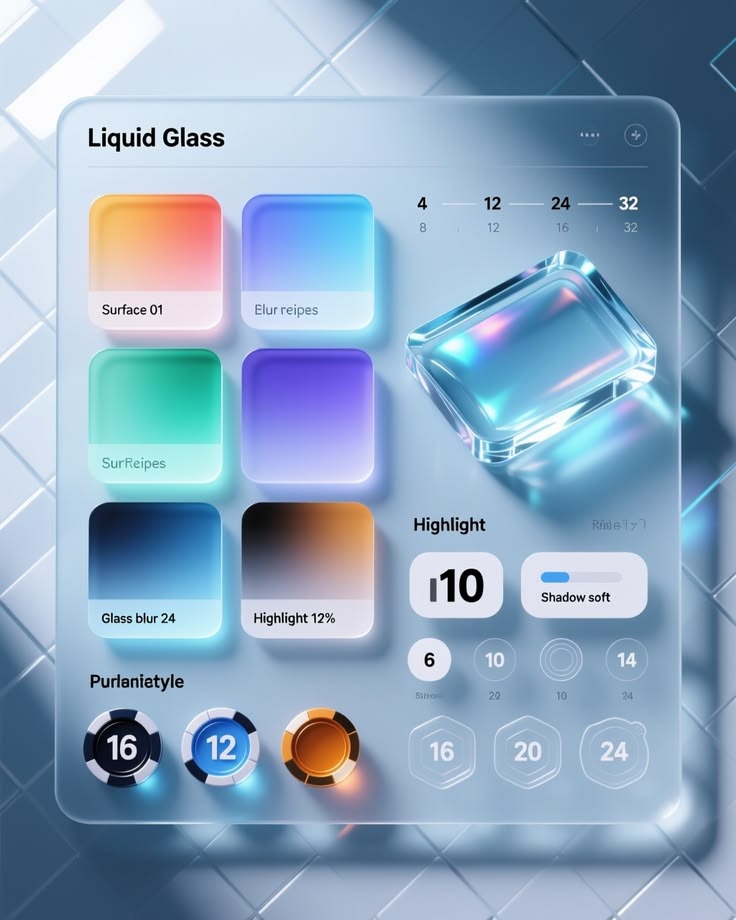 Liquid Glass
4 12 24 32
8 12 16 32
Surface 01
Elur reipes
SurReipes
Glass blur 24
Highlight 12%
Highlight
10
Shadow soft
6 10 14
22 10 24
Purlanietyle
16 12
16 20 24